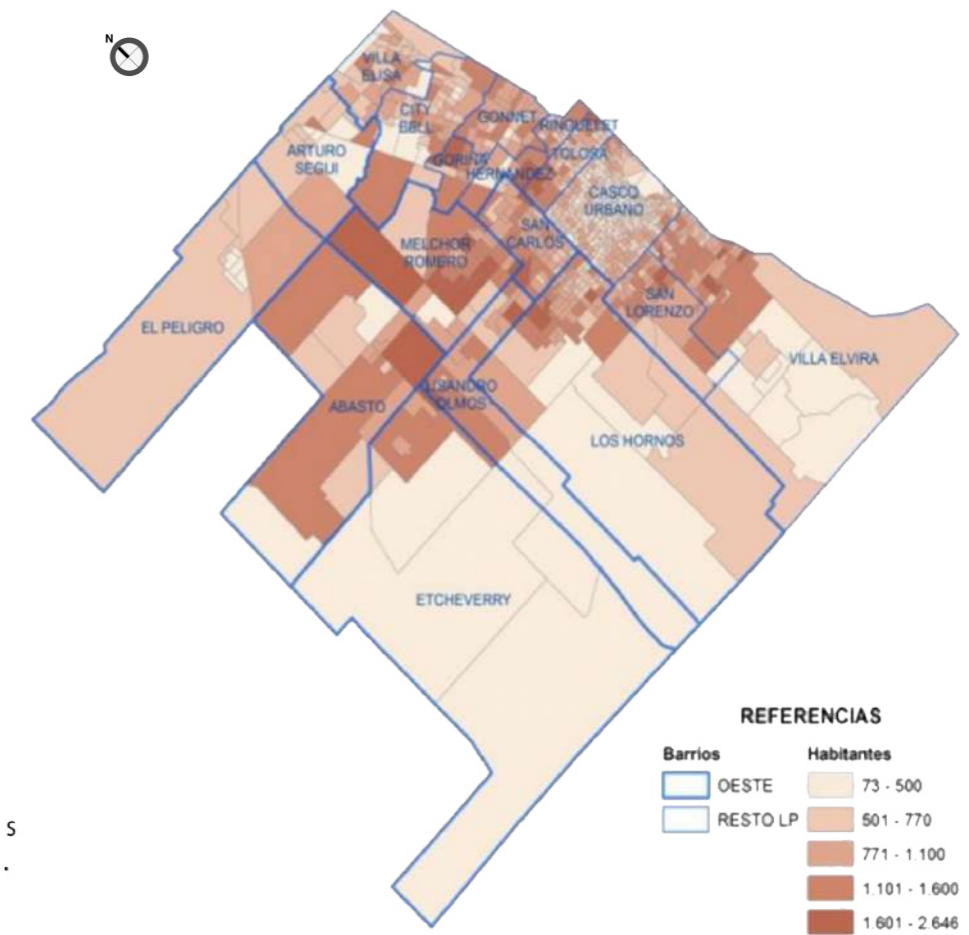 N
VILLA
ELISA
CITY
BELL
GONNET
RINGUELET
TOLOSA
ARTURO
SEGUI
GORINA
HERNANDEZ
CASCO
URBANO
SAN
CARLOS
MELCHOR
ROMERO
SAN
LORENZO
EL PELIGRO
VILLA ELVIRA
LISANDRO
OLMOS
ABASTO
LOS HORNOS
ETCHEVERRY
REFERENCIAS
Barrios
OESTE
RESTO LP
Habitantes
73 - 500
501 - 770
771 - 1.100
1.101 - 1.600
1.601 - 2.646
S
.